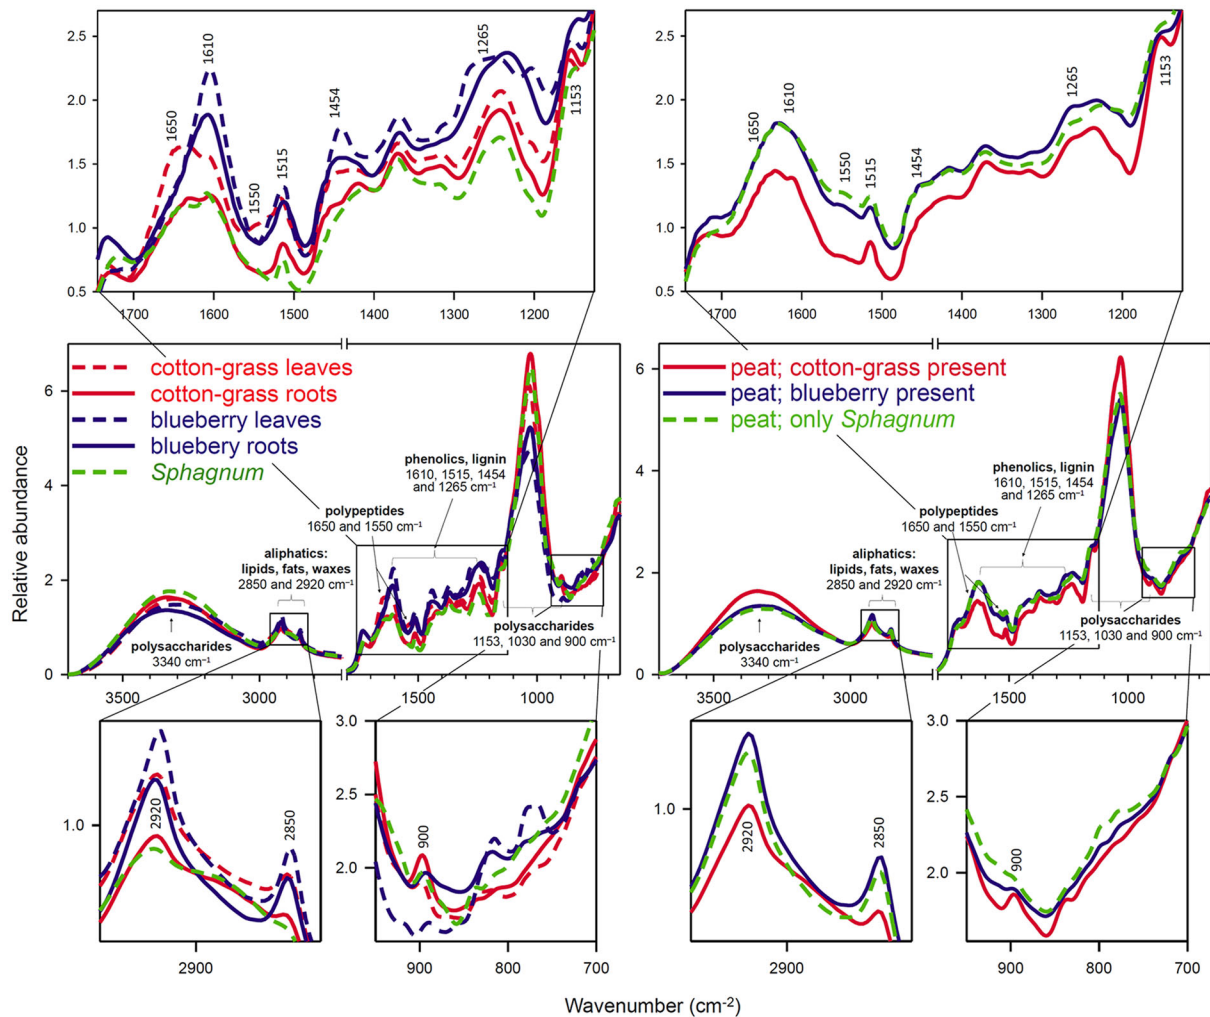 2.5
2.0
1.5
1.0
0.5
1650
1610
1550
1515
1454
1265
1153
1700
1600
1500
1400
1300
1200
2.5
2.0
1.5
1.0
0.5
1650
1610
1550
1515
1454
1265
1153
1700
1600
1500
1400
1300
1200
Relative abundance
6
4
2
0
cotton-grass leaves
cotton-grass roots
blueberry leaves
bluebery roots
Sphagnum
phenolics, lignin
1610, 1515, 1454
and 1265 cm⁻¹
polypeptides
1650 and 1550 cm⁻¹
aliphatics:
lipids, fats, waxes
2850 and 2920 cm⁻¹
polysaccharides
3340 cm⁻¹
polysaccharides
1153, 1030 and 900 cm⁻¹
3500
3000
1500
1000
6
4
2
0
peat; cotton-grass present
peat; blueberry present
peat; only Sphagnum
phenolics, lignin
1610, 1515, 1454
and 1265 cm⁻¹
polypeptides
1650 and 1550 cm⁻¹
aliphatics:
lipids, fats, waxes
2850 and 2920 cm⁻¹
polysaccharides
3340 cm⁻¹
polysaccharides
1153, 1030 and 900 cm⁻¹
3500
3000
1500
1000
1.0
2920
2850
2900
3.0
2.5
2.0
900
900
800
700
1.0
2920
2850
2900
3.0
2.5
2.0
900
900
800
700
Wavenumber (cm⁻²)